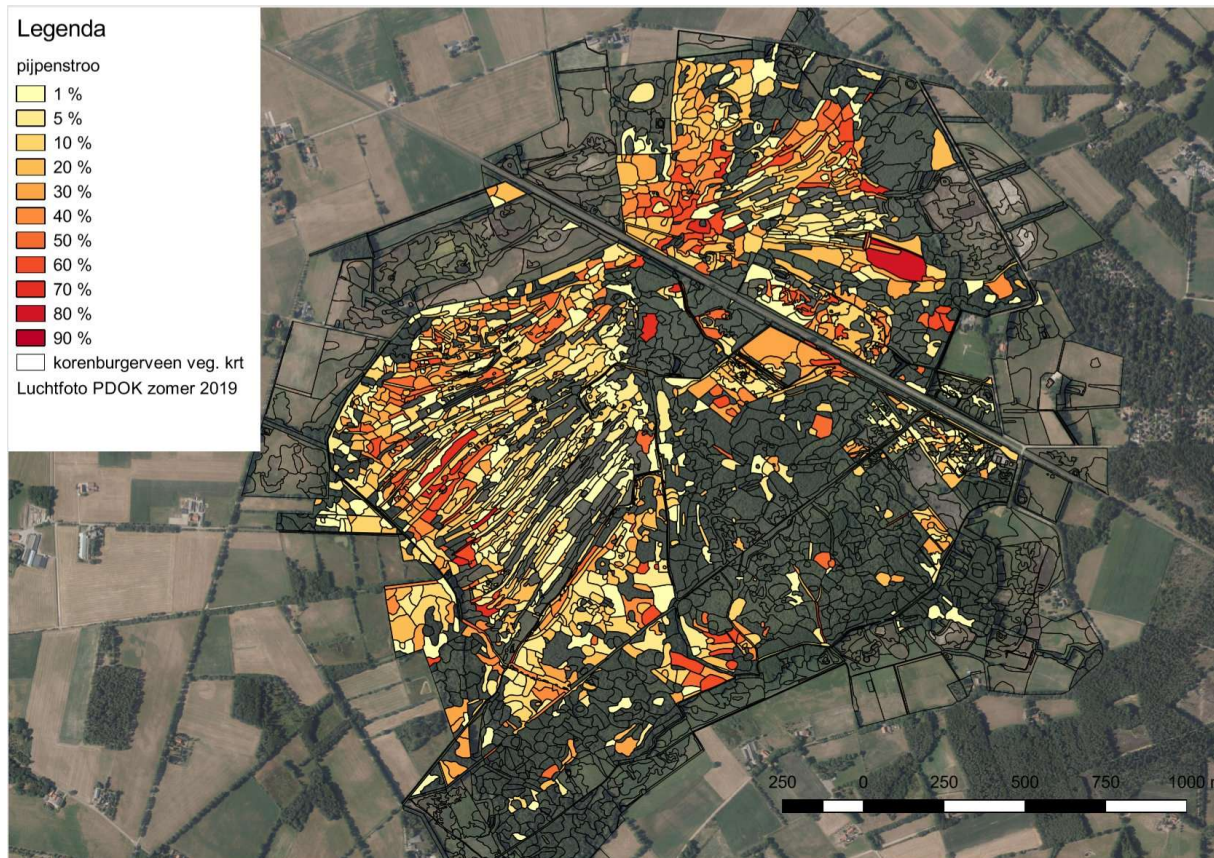 Legenda
pijpenstroo
1 %
5 %
10 %
20 %
30 %
40 %
50 %
60 %
70 %
80 %
90 %
korenburgerveen veg. krt
Luchtfoto PDOK zomer 2019
250 0 250 500 750 1000 m